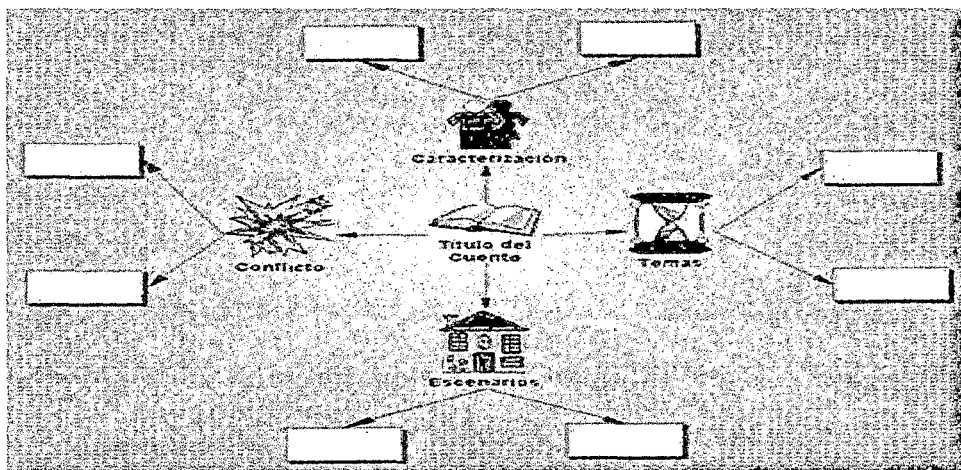 Caracterización
Conflicto
Título del
Cuento
Temas
Escenarios